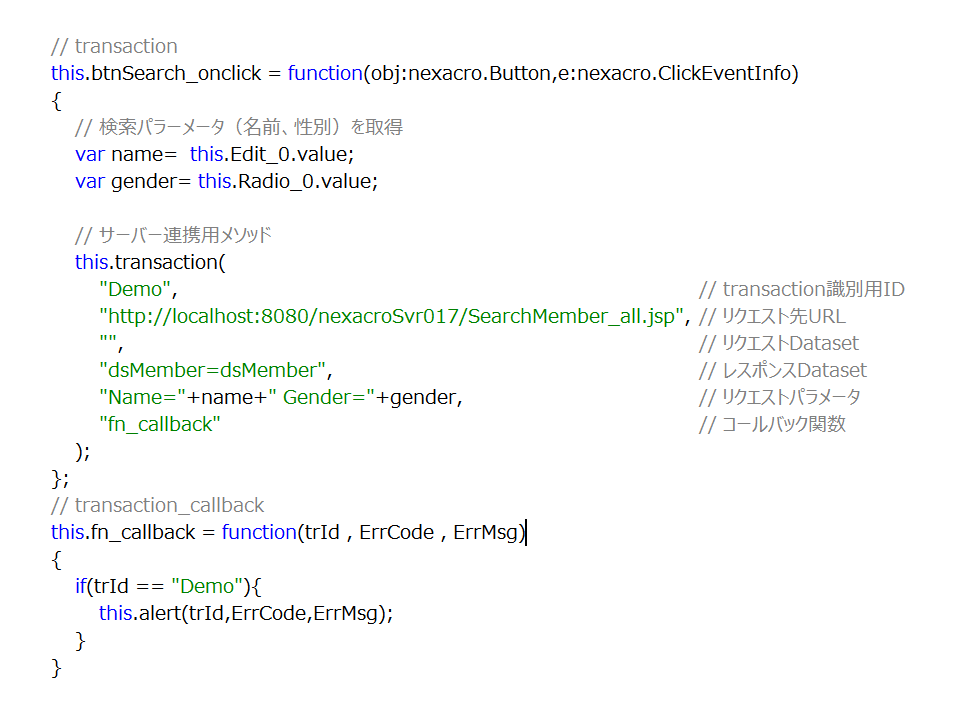 // transaction
this.btnSearch_onclick = function(obj:nexacro.Button,e:nexacro.ClickEventInfo)
{
// 検索パラーメータ（名前、性別）を取得
var name=  this.Edit_0.value;
var gender= this.Radio_0.value;
// サーバー連携用メソッド
this.transaction(
"Demo", // transaction識別用ID
"http://localhost:8080/nexacroSvr017/SearchMember_all.jsp", // リクエスト先URL
"", // リクエストDataset
"dsMember=dsMember", // レスポンスDataset
"Name="+name+" Gender="+gender, // リクエストパラメータ
"fn_callback" // コールバック関数
);
};
// transaction_callback
this.fn_callback = function(trId , ErrCode , ErrMsg)
{
if(trId == "Demo"){
this.alert(trId,ErrCode,ErrMsg);
}
}